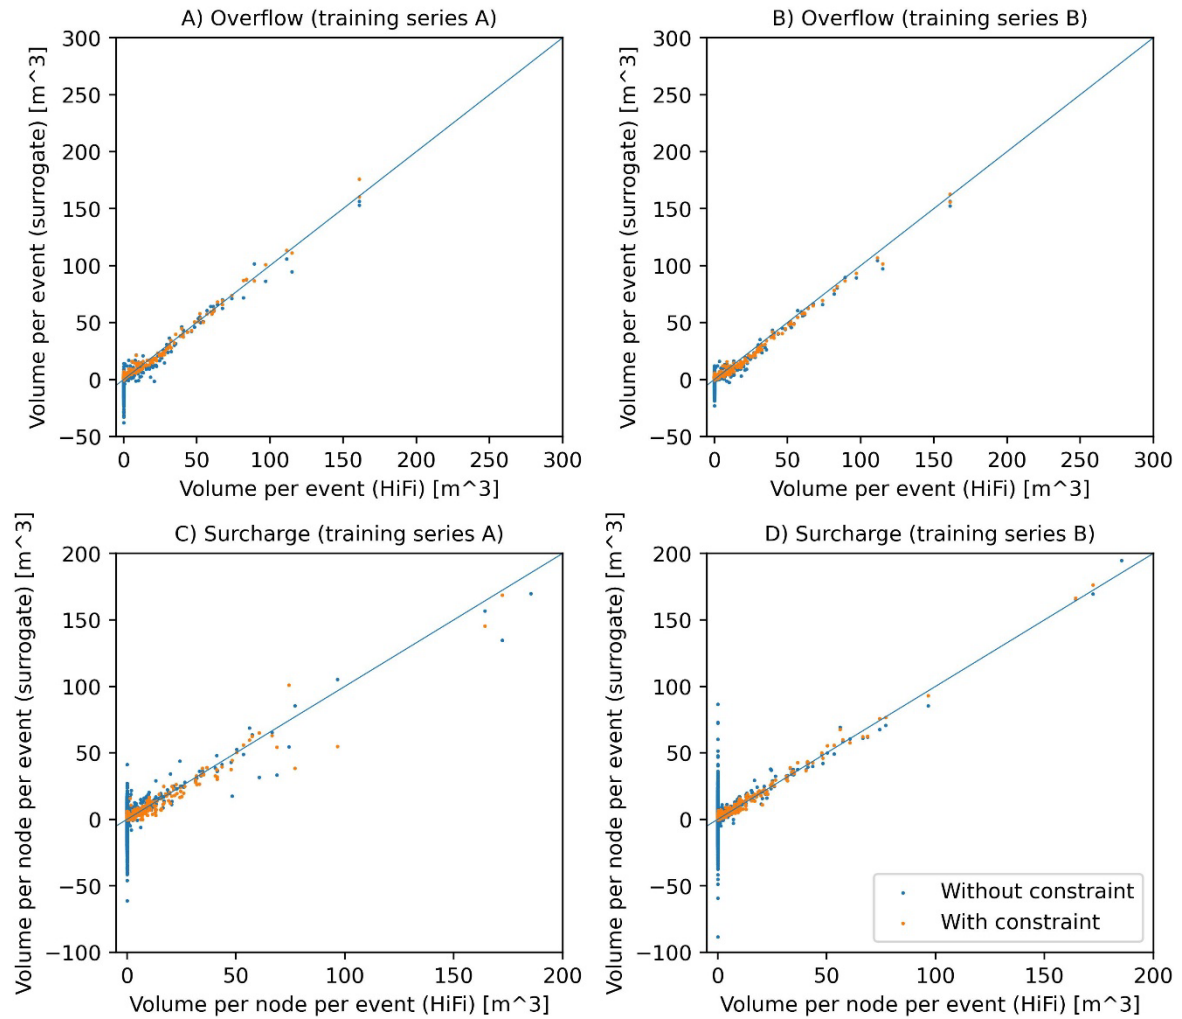 A) Overflow (training series A)
Volume per event (surrogate) [m^3]
300
250
200
150
100
50
0
−50
0 50 100 150 200 250 300
Volume per event (HiFi) [m^3]
B) Overflow (training series B)
Volume per event (surrogate) [m^3]
300
250
200
150
100
50
0
−50
0 50 100 150 200 250 300
Volume per event (HiFi) [m^3]
C) Surcharge (training series A)
Volume per node per event (surrogate) [m^3]
200
150
100
50
0
−50
−100
0 50 100 150 200
Volume per node per event (HiFi) [m^3]
D) Surcharge (training series B)
Volume per node per event (surrogate) [m^3]
200
150
100
50
0
−50
−100
0 50 100 150 200
Volume per node per event (HiFi) [m^3]
Without constraint
With constraint